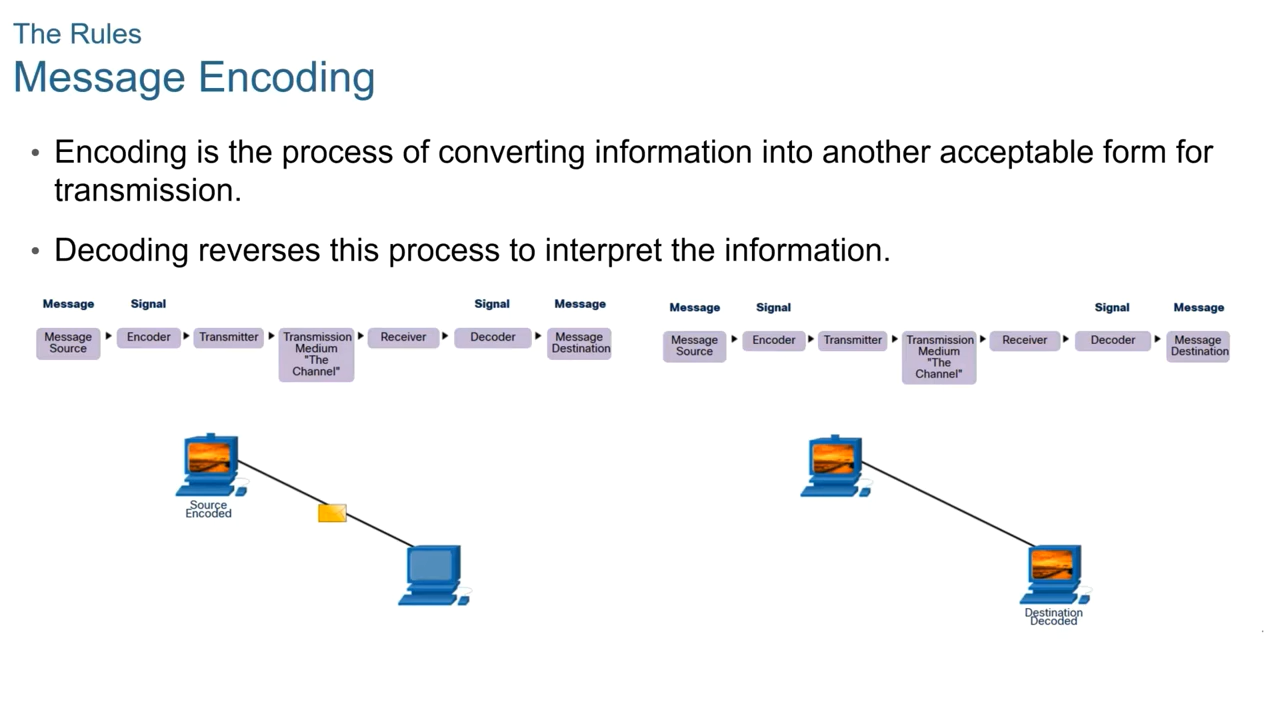 The Rules
Message Encoding
• Encoding is the process of converting information into another acceptable form for
transmission.
• Decoding reverses this process to interpret the information.
Message
Signal
Signal
Message
Message
Source
Encoder
Transmitter
Transmission
Medium
"The
Channel"
Receiver
Decoder
Message
Destination
Source
Encoded
Message
Signal
Signal
Message
Message
Source
Encoder
Transmitter
Transmission
Medium
"The
Channel"
Receiver
Decoder
Message
Destination
Destination
Decoded